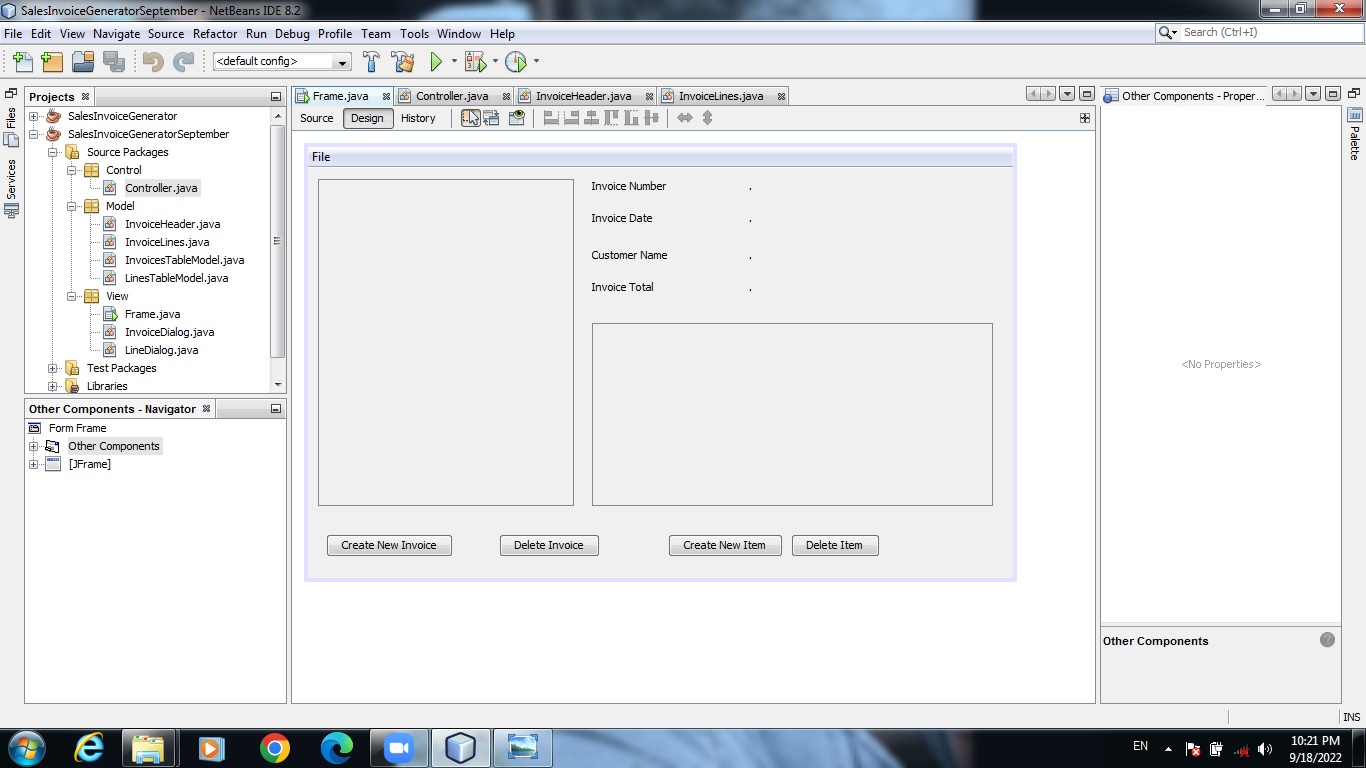 SalesInvoiceGeneratorSeptember - NetBeans IDE 8.2
File Edit View Navigate Source Refactor Run Debug Profile Team Tools Window Help
Search (Ctrl+I)
<default config>
Files
Services
Projects
SalesInvoiceGenerator
SalesInvoiceGeneratorSeptember
Source Packages
Control
Controller.java
Model
InvoiceHeader.java
InvoiceLines.java
InvoicesTableModel.java
LinesTableModel.java
View
Frame.java
InvoiceDialog.java
LineDialog.java
Test Packages
Libraries
Other Components - Navigator
Form Frame
Other Components
[JFrame]
Frame.java Controller.java InvoiceHeader.java InvoiceLines.java
Source Design History
File
Invoice Number .
Invoice Date .
Customer Name .
Invoice Total .
Create New Invoice Delete Invoice Create New Item Delete Item
Other Components - Proper...
<No Properties>
Other Components
?
Palette
INS
EN
10:21 PM
9/18/2022